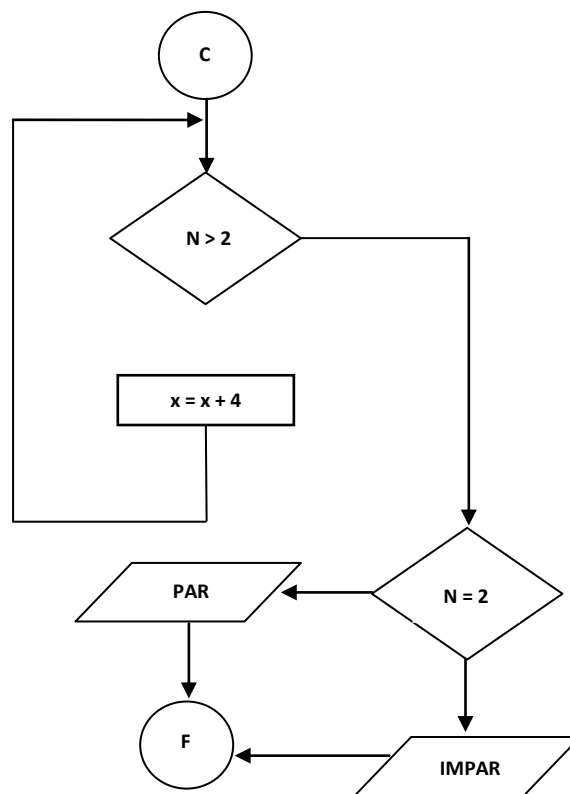 C
N > 2
x = x + 4
PAR
N = 2
F
IMPAR